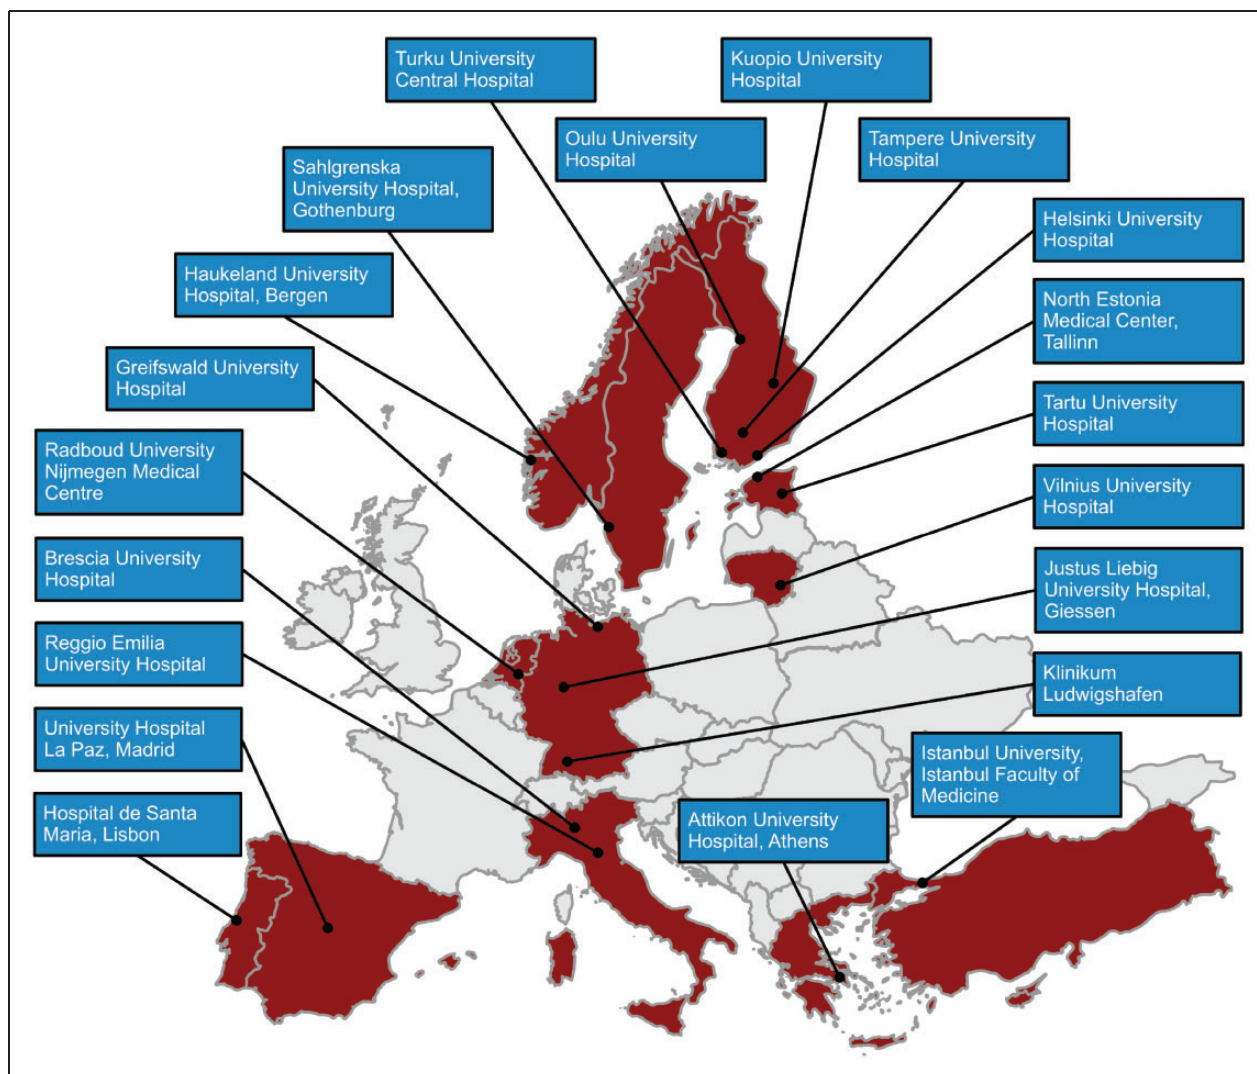 Turku University
Central Hospital
Kuopio University
Hospital
Oulu University
Hospital
Tampere University
Hospital
Sahlgrenska
University Hospital,
Gothenburg
Helsinki University
Hospital
Haukeland University
Hospital, Bergen
North Estonia
Medical Center,
Tallinn
Greifswald University
Hospital
Tartu University
Hospital
Radboud University
Nijmegen Medical
Centre
Vilnius University
Hospital
Brescia University
Hospital
Justus Liebig
University Hospital,
Giessen
Reggio Emilia
University Hospital
Klinikum
Ludwigshafen
University Hospital
La Paz, Madrid
Istanbul University,
Istanbul Faculty of
Medicine
Hospital de Santa
Maria, Lisbon
Attikon University
Hospital, Athens